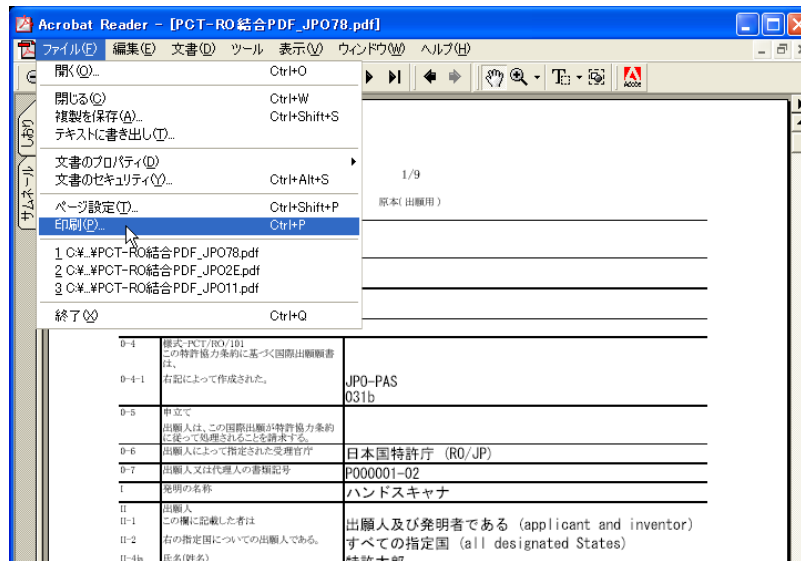 Acrobat Reader - [PCT-RO結合PDF_JPO78.pdf]
ファイル(F) 編集(E) 文書(D) ツール 表示(V) ウィンドウ(W) ヘルプ(H)
開く(O)... Ctrl+O
閉じる(C) Ctrl+W
複製を保存(A)... Ctrl+Shift+S
テキストに書き出し(T)...
文書のプロパティ(D)
文書のセキュリティ(Y)... Ctrl+Alt+S
ページ設定(T)... Ctrl+Shift+P
印刷(P)... Ctrl+P
1 C:¥...¥PCT-RO結合PDF_JPO78.pdf
2 C:¥...¥PCT-RO結合PDF_JPO2E.pdf
3 C:¥...¥PCT-RO結合PDF_JPO11.pdf
終了(X) Ctrl+Q
しおり
サムネール
Adobe
1/9
原本(出願用)
0-4 様式-PCT/RO/101
この特許協力条約に基づく国際出願願書
は、
0-4-1 右記によって作成された。 JPO-PAS
031b
0-5 申立て
出願人は、この国際出願が特許協力条約
に従って処理されることを請求する。
0-6 出願人によって指定された受理官庁 日本国特許庁 (RO/JP)
0-7 出願人又は代理人の書類記号 P000001-02
I 発明の名称 ハンドスキャナ
II 出願人
II-1 この欄に記載した者は 出願人及び発明者である (applicant and inventor)
II-2 右の指定国についての出願人である。 すべての指定国 (all designated States)
II-4ja 氏名(姓名) 特許太郎